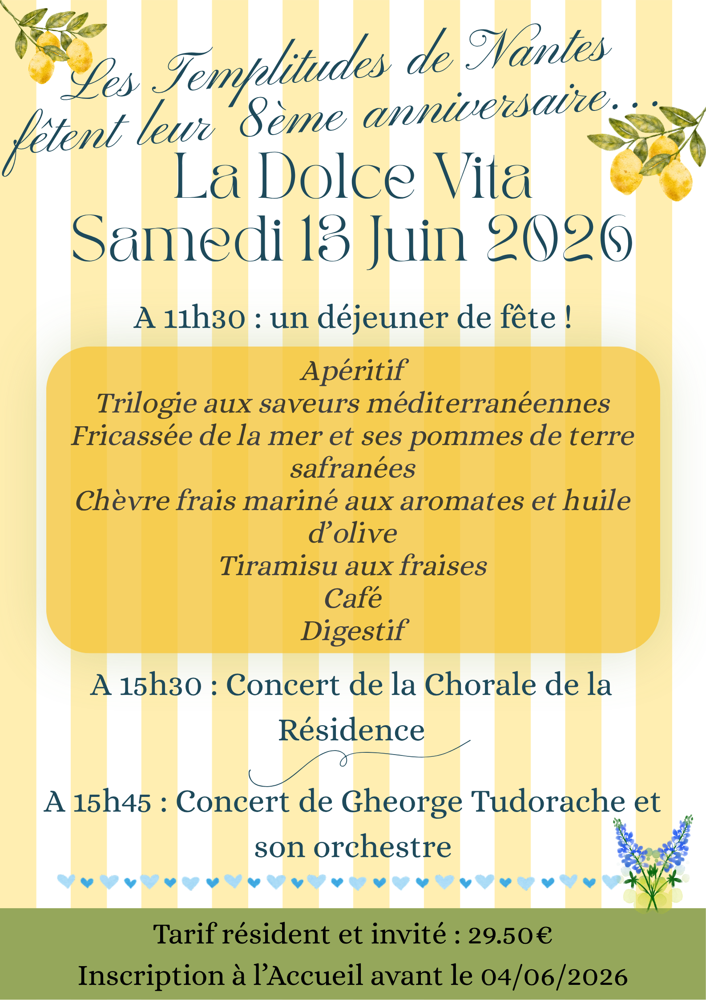 Les Templitudes de Nantes
fêtent leur 8ème anniversaire...
La Dolce Vita
Samedi 13 Juin 2026
A 11h30 : un déjeuner de fête !
Apéritif
Trilogie aux saveurs méditerranéennes
Fricassée de la mer et ses pommes de terre
safranées
Chèvre frais mariné aux aromates et huile
d’olive
Tiramisu aux fraises
Café
Digestif
A 15h30 : Concert de la Chorale de la
Résidence
A 15h45 : Concert de Gheorge Tudorache et
son orchestre
Tarif résident et invité : 29.50€
Inscription à l’Accueil avant le 04/06/2026